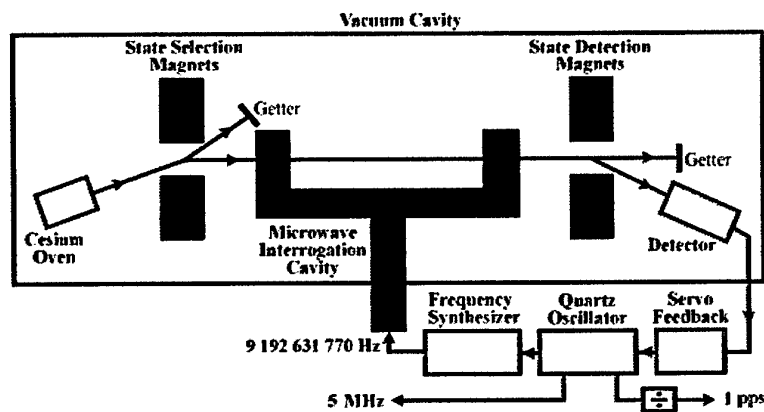 Vacuum Cavity
State Selection
Magnets
State Detection
Magnets
Getter
Getter
Cesium
Oven
Microwave
Interrogation
Cavity
Detector
Frequency
Synthesizer
Quartz
Oscillator
Servo
Feedback
9 192 631 770 Hz
5 MHz
÷
1 pps